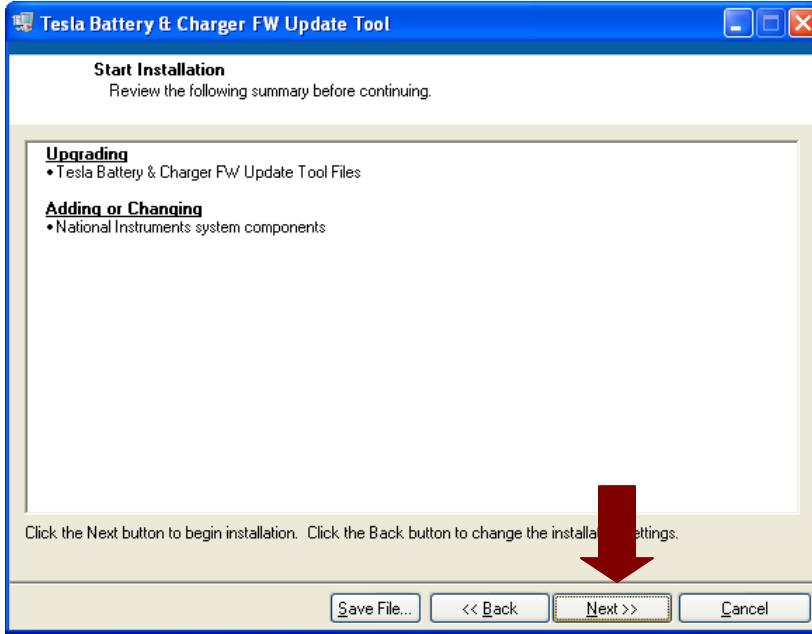 Tesla Battery & Charger FW Update Tool
Start Installation
Review the following summary before continuing.
Upgrading
• Tesla Battery & Charger FW Update Tool Files
Adding or Changing
• National Instruments system components
Click the Next button to begin installation. Click the Back button to change the ettings.
Save File... << Back Next >> Cancel